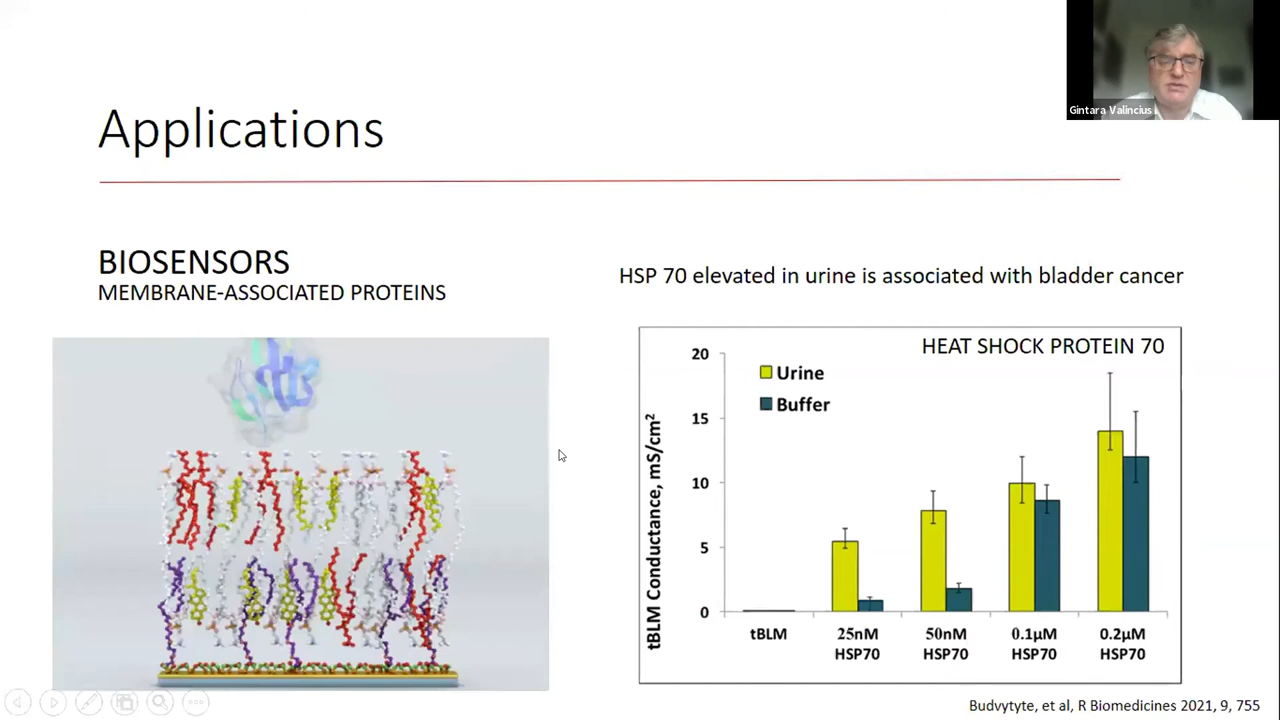 Gintara Valincius
Applications
BIOSENSORS
MEMBRANE-ASSOCIATED PROTEINS
HSP 70 elevated in urine is associated with bladder cancer
HEAT SHOCK PROTEIN 70
Urine
Buffer
tBLM Conductance, mS/cm²
20
15
10
5
0
tBLM
25nM
HSP70
50nM
HSP70
0.1µM
HSP70
0.2µM
HSP70
Budvytyte, et al, R Biomedicines 2021, 9, 755